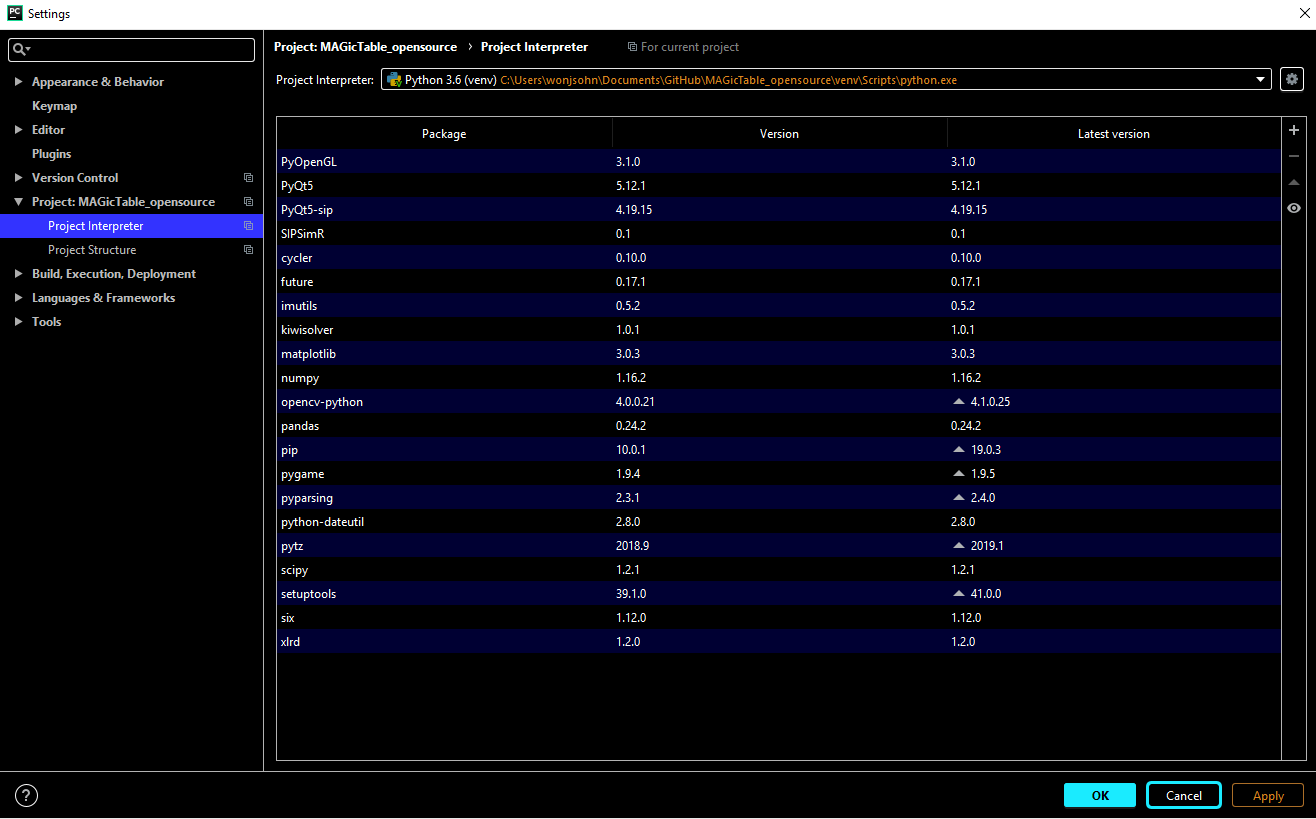 PC Settings
Appearance & Behavior
Keymap
Editor
Plugins
Version Control
Project: MAGicTable_opensource
Project Interpreter
Project Structure
Build, Execution, Deployment
Languages & Frameworks
Tools
Project: MAGicTable_opensource › Project Interpreter For current project
Project Interpreter: Python 3.6 (venv) C:\Users\wonjsohn\Documents\GitHub\MAGicTable_opensource\venv\Scripts\python.exe
Package Version Latest version
PyOpenGL 3.1.0 3.1.0
PyQt5 5.12.1 5.12.1
PyQt5-sip 4.19.15 4.19.15
SIPSimR 0.1 0.1
cycler 0.10.0 0.10.0
future 0.17.1 0.17.1
imutils 0.5.2 0.5.2
kiwisolver 1.0.1 1.0.1
matplotlib 3.0.3 3.0.3
numpy 1.16.2 1.16.2
opencv-python 4.0.0.21 4.1.0.25
pandas 0.24.2 0.24.2
pip 10.0.1 19.0.3
pygame 1.9.4 1.9.5
pyparsing 2.3.1 2.4.0
python-dateutil 2.8.0 2.8.0
pytz 2018.9 2019.1
scipy 1.2.1 1.2.1
setuptools 39.1.0 41.0.0
six 1.12.0 1.12.0
xlrd 1.2.0 1.2.0
? OK Cancel Apply